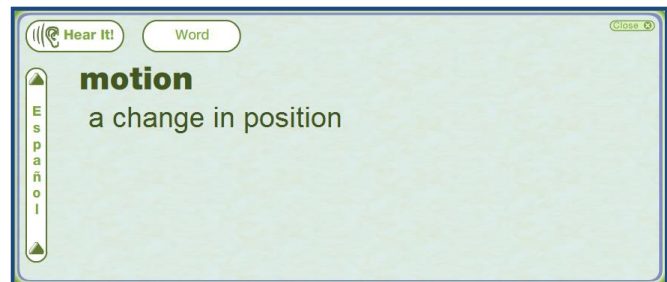 Hear It!
Word
Close
motion
a change in position
Español